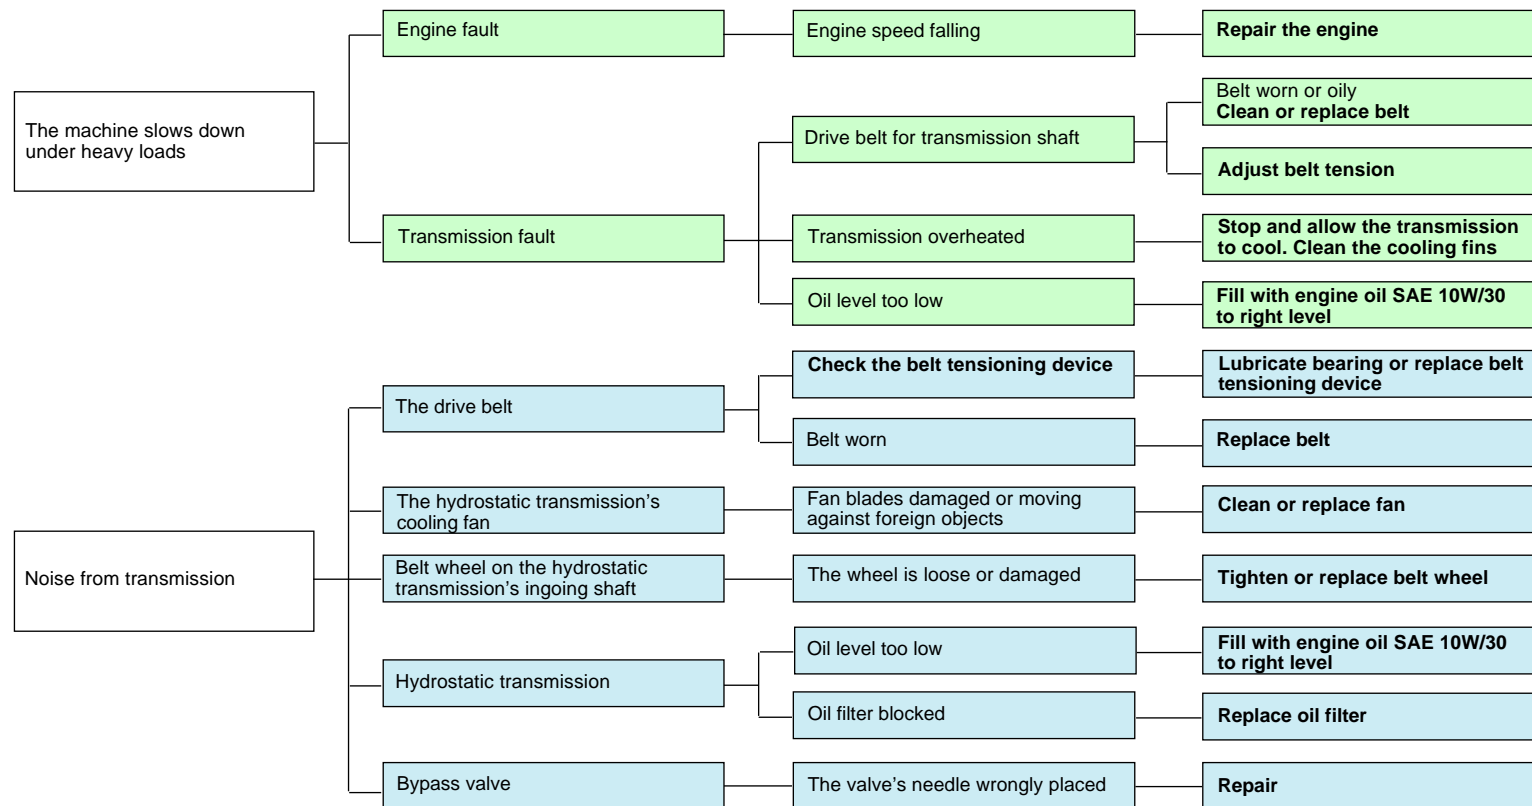 Engine fault
Engine speed falling
Repair the engine
The machine slows down
under heavy loads
Belt worn or oily
Clean or replace belt
Drive belt for transmission shaft
Adjust belt tension
Transmission fault
Transmission overheated
Stop and allow the transmission
to cool. Clean the cooling fins
Oil level too low
Fill with engine oil SAE 10W/30
to right level
Check the belt tensioning device
Lubricate bearing or replace belt
tensioning device
The drive belt
Belt worn
Replace belt
The hydrostatic transmission’s
cooling fan
Fan blades damaged or moving
against foreign objects
Clean or replace fan
Noise from transmission
Belt wheel on the hydrostatic
transmission’s ingoing shaft
The wheel is loose or damaged
Tighten or replace belt wheel
Oil level too low
Fill with engine oil SAE 10W/30
to right level
Hydrostatic transmission
Oil filter blocked
Replace oil filter
Bypass valve
The valve’s needle wrongly placed
Repair